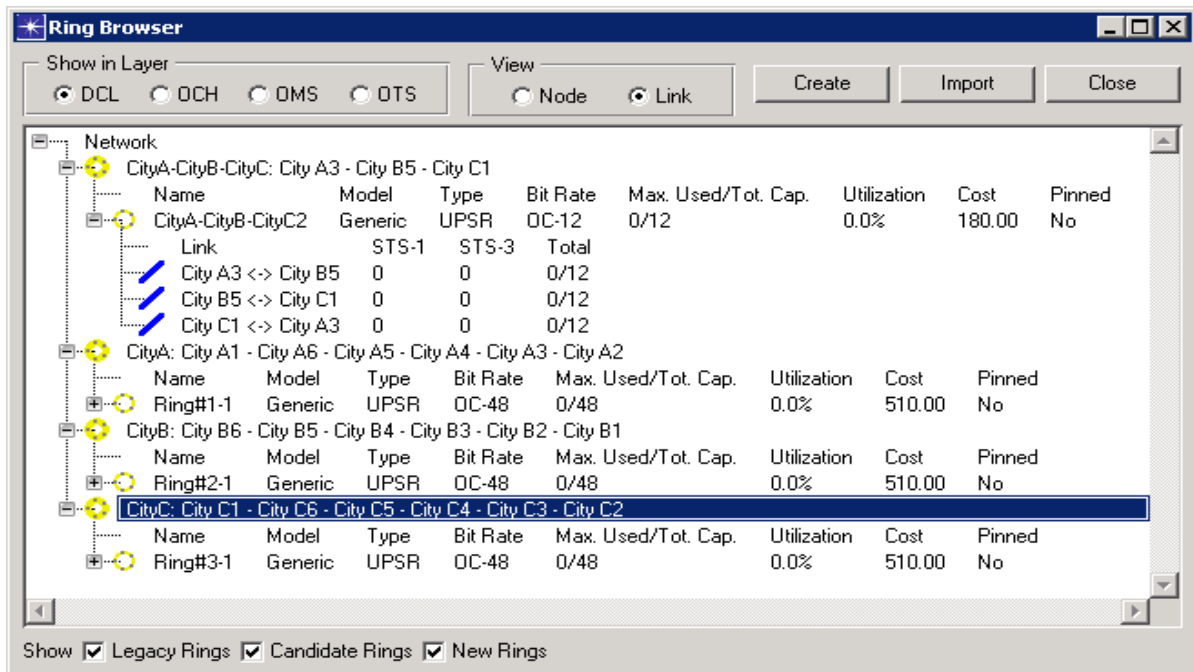 Ring Browser
Show in Layer
View
DCL OCH OMS OTS
Node Link
Create Import Close
Network
CityA-CityB-CityC: City A3 - City B5 - City C1
Name Model Type Bit Rate Max. Used/Tot. Cap. Utilization Cost Pinned
CityA-CityB-CityC2 Generic UPSR OC-12 0/12 0.0% 180.00 No
Link STS-1 STS-3 Total
City A3 <-> City B5 0 0 0/12
City B5 <-> City C1 0 0 0/12
City C1 <-> City A3 0 0 0/12
CityA: City A1 - City A6 - City A5 - City A4 - City A3 - City A2
Name Model Type Bit Rate Max. Used/Tot. Cap. Utilization Cost Pinned
Ring#1-1 Generic UPSR OC-48 0/48 0.0% 510.00 No
CityB: City B6 - City B5 - City B4 - City B3 - City B2 - City B1
Name Model Type Bit Rate Max. Used/Tot. Cap. Utilization Cost Pinned
Ring#2-1 Generic UPSR OC-48 0/48 0.0% 510.00 No
CityC: City C1 - City C6 - City C5 - City C4 - City C3 - City C2
Name Model Type Bit Rate Max. Used/Tot. Cap. Utilization Cost Pinned
Ring#3-1 Generic UPSR OC-48 0/48 0.0% 510.00 No
Show Legacy Rings Candidate Rings New Rings